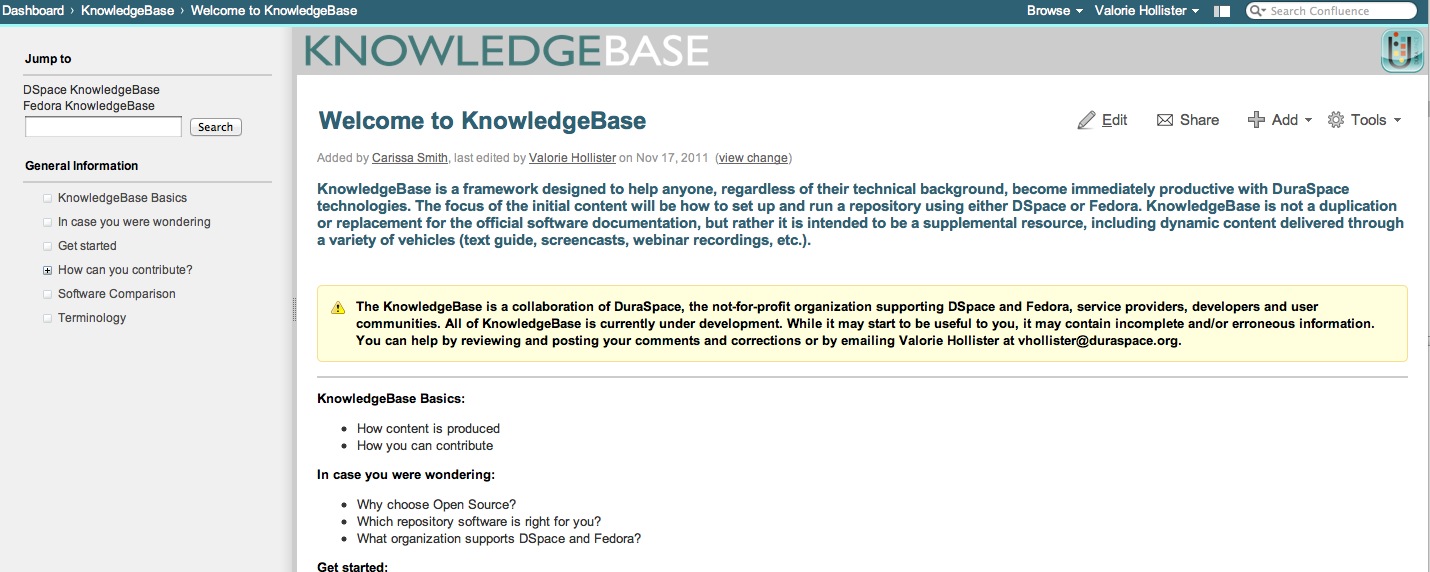 Dashboard › KnowledgeBase › Welcome to KnowledgeBase
Browse Valorie Hollister Search Confluence
Jump to
DSpace KnowledgeBase
Fedora KnowledgeBase
Search
General Information
KnowledgeBase Basics
In case you were wondering
Get started
How can you contribute?
Software Comparison
Terminology
KNOWLEDGEBASE
Welcome to KnowledgeBase
Edit Share Add Tools
Added by Carissa Smith, last edited by Valorie Hollister on Nov 17, 2011 (view change)
KnowledgeBase is a framework designed to help anyone, regardless of their technical background, become immediately productive with DuraSpace
technologies. The focus of the initial content will be how to set up and run a repository using either DSpace or Fedora. KnowledgeBase is not a duplication
or replacement for the official software documentation, but rather it is intended to be a supplemental resource, including dynamic content delivered through
a variety of vehicles (text guide, screencasts, webinar recordings, etc.).
The KnowledgeBase is a collaboration of DuraSpace, the not-for-profit organization supporting DSpace and Fedora, service providers, developers and user
communities. All of KnowledgeBase is currently under development. While it may start to be useful to you, it may contain incomplete and/or erroneous information.
You can help by reviewing and posting your comments and corrections or by emailing Valorie Hollister at vhollister@duraspace.org.
KnowledgeBase Basics:
• How content is produced
• How you can contribute
In case you were wondering:
• Why choose Open Source?
• Which repository software is right for you?
• What organization supports DSpace and Fedora?
Get started: